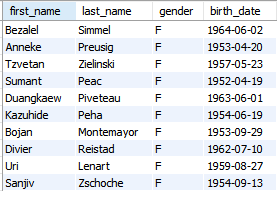 first_name last_name gender birth_date
Bezalel Simmel F 1964-06-02
Anneke Preusig F 1953-04-20
Tzvetan Zielinski F 1957-05-23
Sumant Peac F 1952-04-19
Duangkaew Piveteau F 1963-06-01
Kazuhide Peha F 1954-06-19
Bojan Montemayor F 1953-09-29
Divier Reistad F 1962-07-10
Uri Lenart F 1959-08-27
Sanjiv Zschoche F 1954-09-13